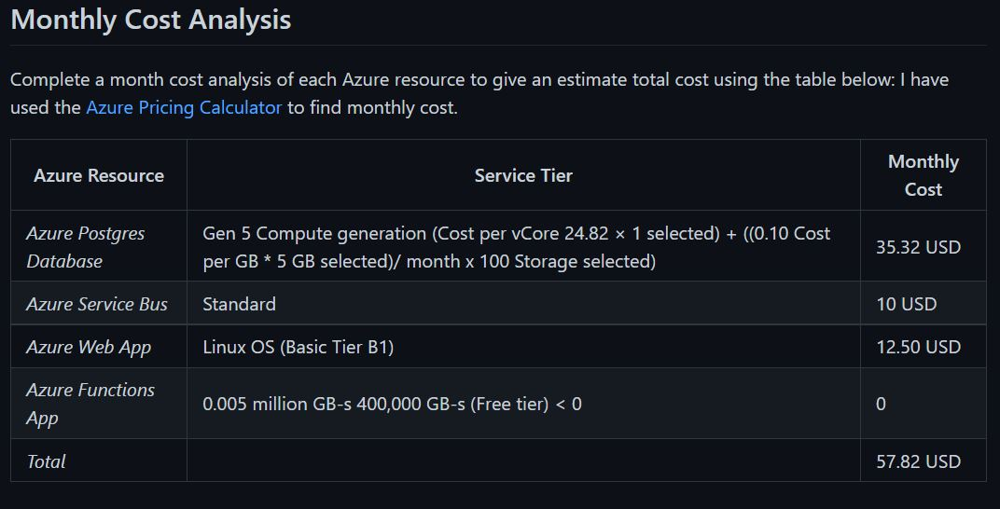 Monthly Cost Analysis
Complete a month cost analysis of each Azure resource to give an estimate total cost using the table below: I have
used the Azure Pricing Calculator to find monthly cost.
Azure Resource
Service Tier
Monthly
Cost
Azure Postgres
Database
Gen 5 Compute generation (Cost per vCore 24.82 × 1 selected) + ((0.10 Cost
per GB * 5 GB selected)/ month x 100 Storage selected)
35.32 USD
Azure Service Bus
Standard
10 USD
Azure Web App
Linux OS (Basic Tier B1)
12.50 USD
Azure Functions
App
0.005 million GB-s 400,000 GB-s (Free tier) < 0
0
Total
57.82 USD